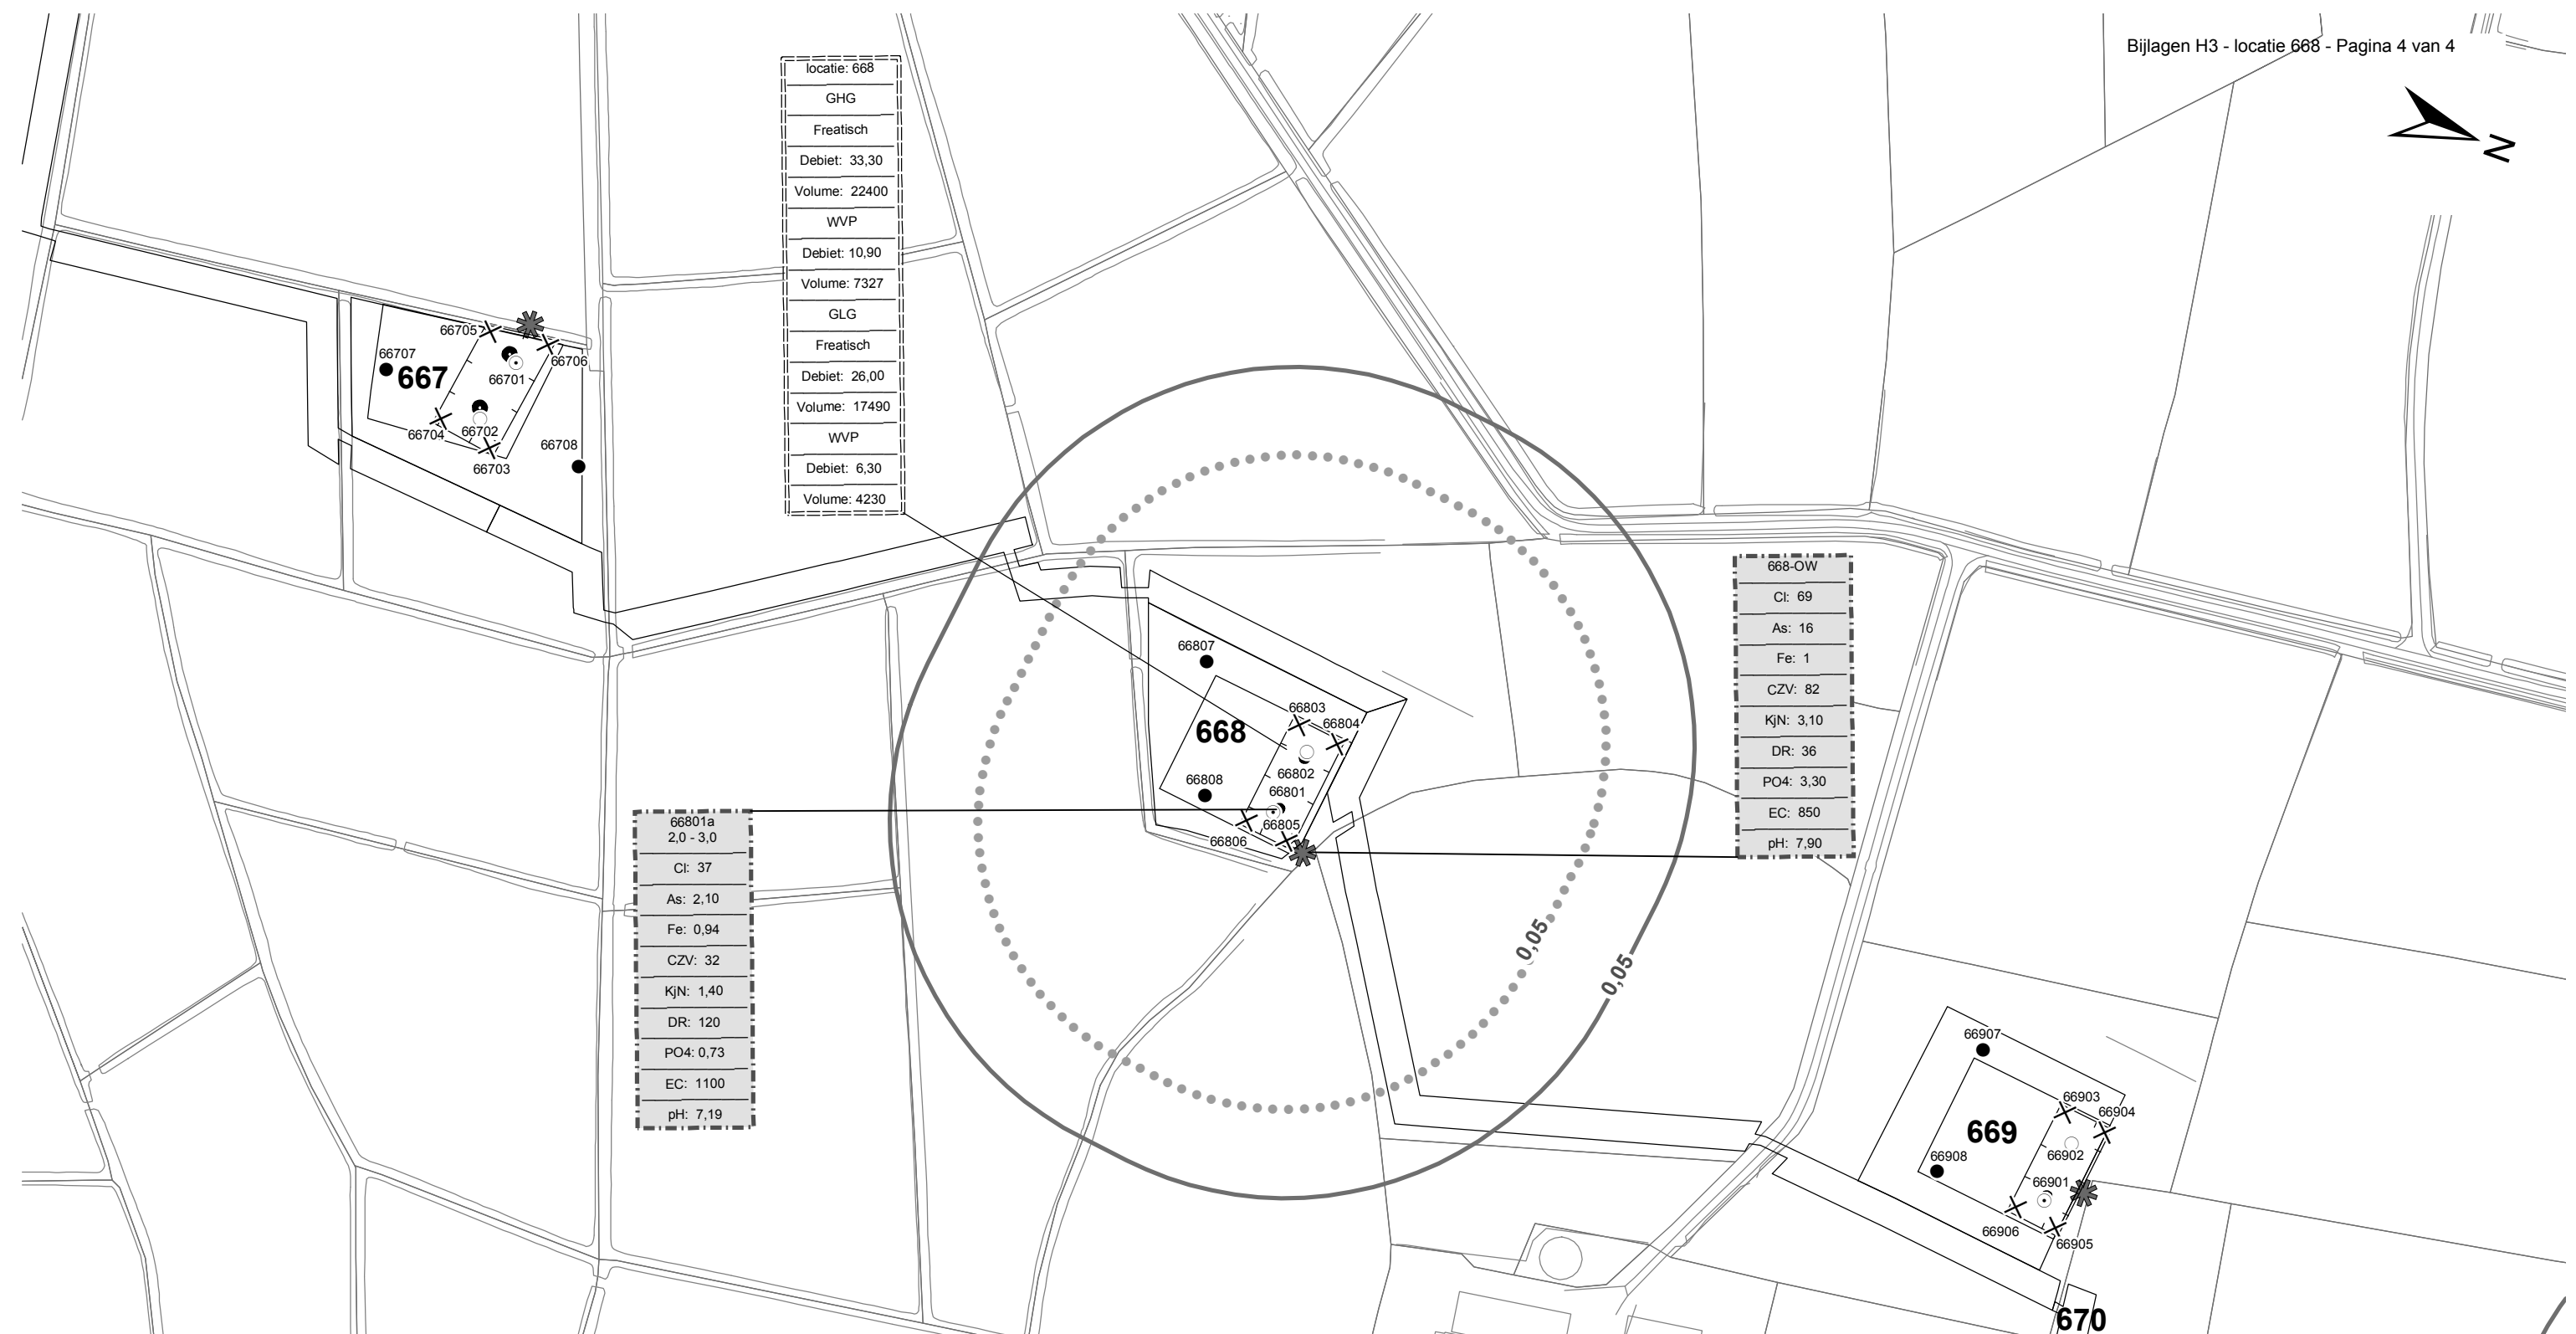 Bijlagen H3 - locatie 668 - Pagina 4 van 4
N
locatie: 668
GHG
Freatisch
Debiet: 33,30
Volume: 22400
WVP
Debiet: 10,90
Volume: 7327
GLG
Freatisch
Debiet: 26,00
Volume: 17490
WVP
Debiet: 6,30
Volume: 4230
66705
66706
66707
667
66701
66702
66704
66703
66708
668-OW
Cl: 69
As: 16
Fe: 1
CZV: 82
KjN: 3,10
DR: 36
PO4: 3,30
EC: 850
pH: 7,90
66807
66803
66804
668
66802
66808
66801
66805
66806
66801a
2,0 - 3,0
Cl: 37
As: 2,10
Fe: 0,94
CZV: 32
KjN: 1,40
DR: 120
PO4: 0,73
EC: 1100
pH: 7,19
0,05
0,05
66907
66903
66904
669
66902
66908
66901
66906
66905
670